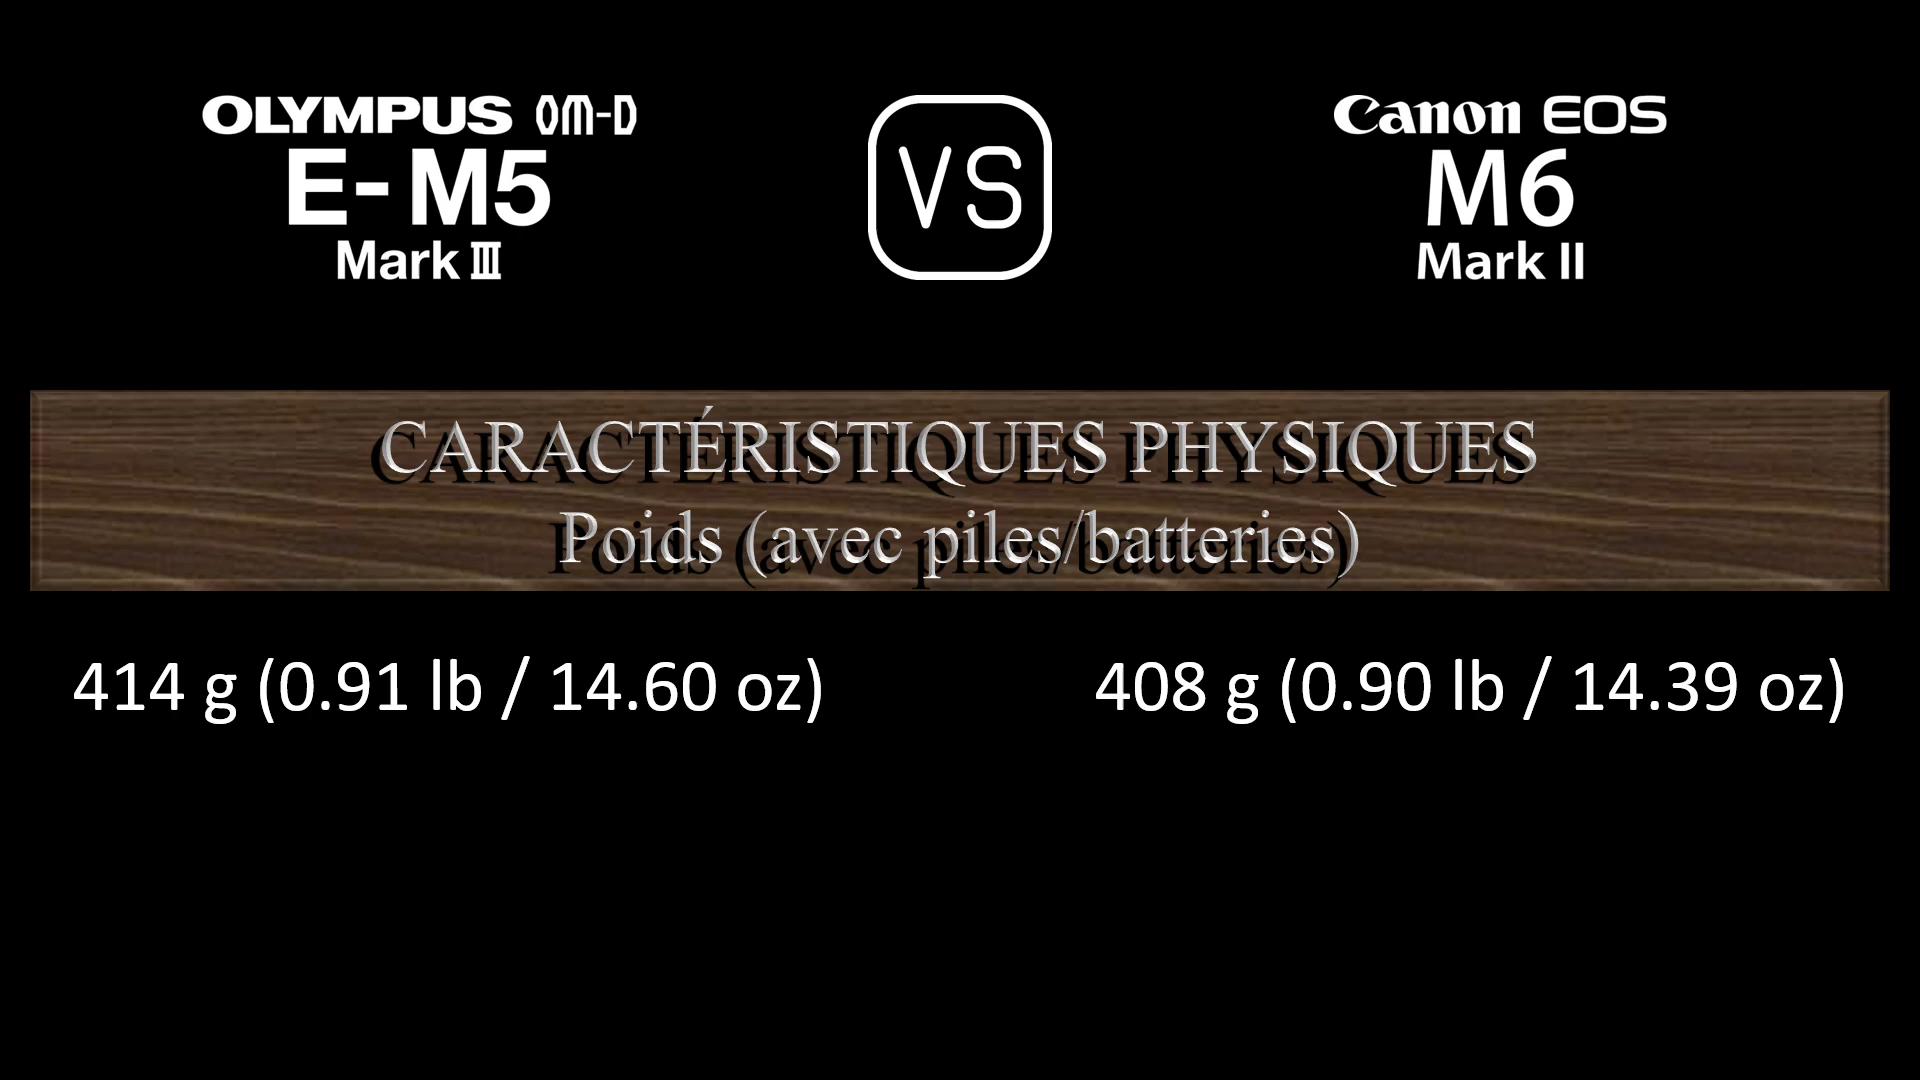 OLYMPUS OM-D
E-M5
Mark III
VS
Canon EOS
M6
Mark II
CARACTÉRISTIQUES PHYSIQUES
Poids (avec piles/batteries)
414 g (0.91 lb / 14.60 oz)
408 g (0.90 lb / 14.39 oz)